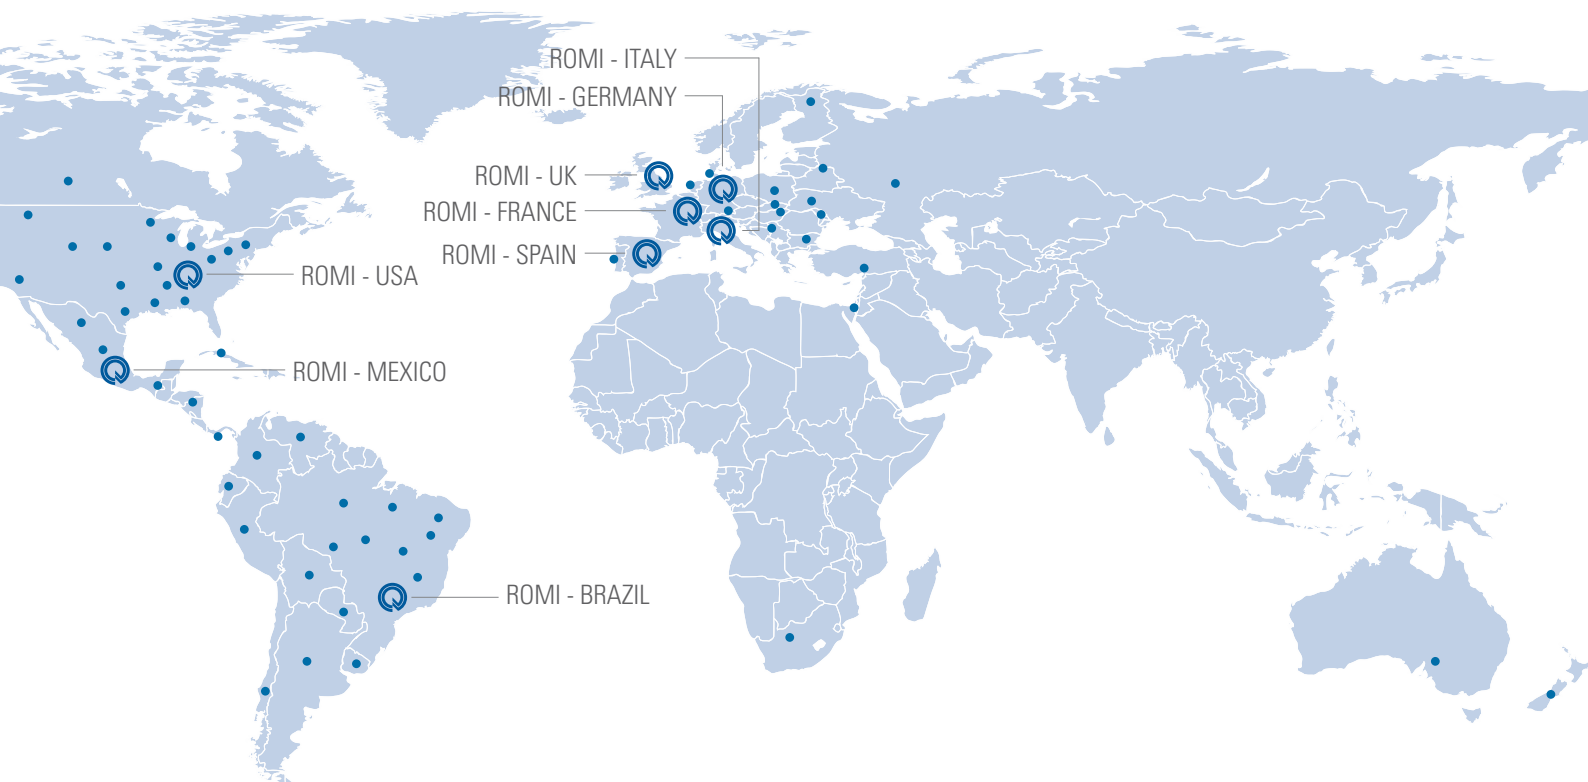 ROMI - ITALY
ROMI - GERMANY
ROMI - UK
ROMI - FRANCE
ROMI - SPAIN
ROMI - USA
ROMI - MEXICO
ROMI - BRAZIL